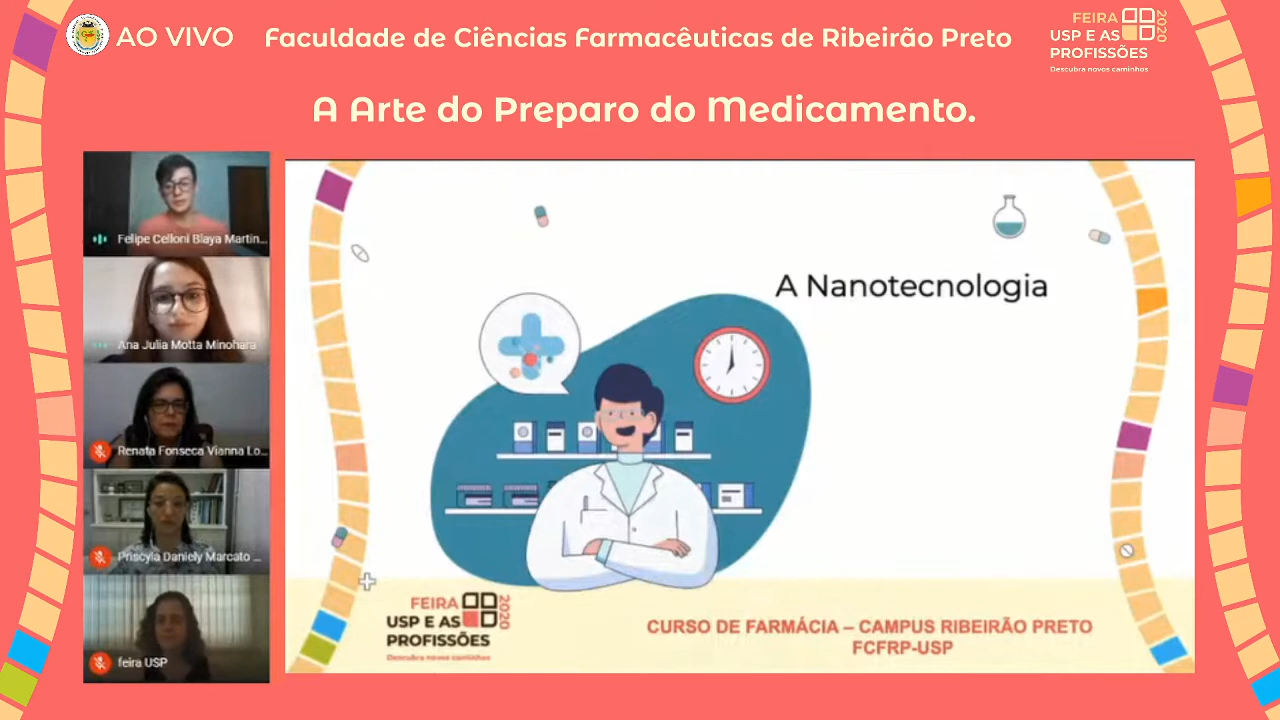 AO VIVO
Faculdade de Ciências Farmacêuticas de Ribeirão Preto
FEIRA
USP E AS
PROFISSÕES
2020
Descubra novos caminhos
A Arte do Preparo do Medicamento.
Felipe Celloni Blaya Martin...
Ana Julia Motta Minohara
Renata Fonseca Vianna Lo...
Priscyla Daniely Marcato ...
feira USP
A Nanotecnologia
FEIRA
USP E AS
PROFISSÕES
2020
Descubra novos caminhos
CURSO DE FARMÁCIA – CAMPUS RIBEIRÃO PRETO
FCFRP-USP